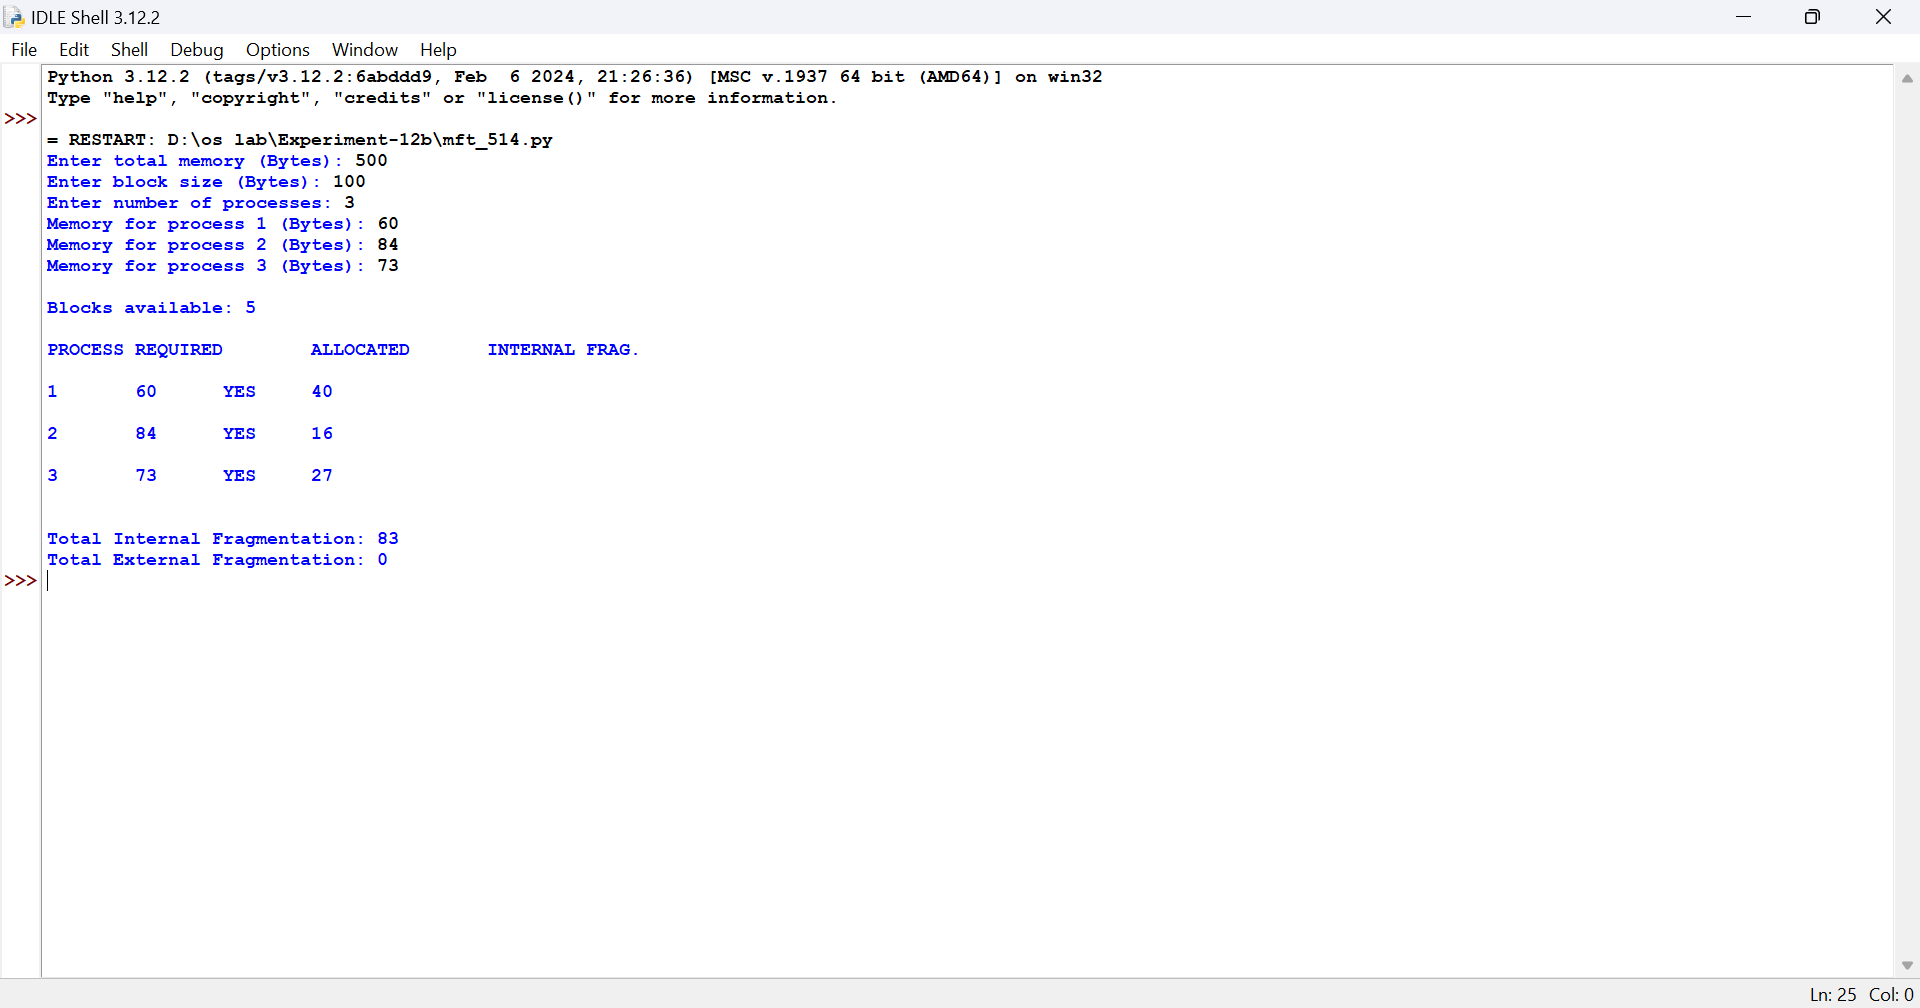 IDLE Shell 3.12.2
File Edit Shell Debug Options Window Help
Python 3.12.2 (tags/v3.12.2:6abddd9, Feb  6 2024, 21:26:36) [MSC v.1937 64 bit (AMD64)] on win32
Type "help", "copyright", "credits" or "license()" for more information.
>>>
= RESTART: D:\os lab\Experiment-12b\mft_514.py
Enter total memory (Bytes): 500
Enter block size (Bytes): 100
Enter number of processes: 3
Memory for process 1 (Bytes): 60
Memory for process 2 (Bytes): 84
Memory for process 3 (Bytes): 73
Blocks available: 5
PROCESS REQUIRED        ALLOCATED       INTERNAL FRAG.
1       60      YES     40
2       84      YES     16
3       73      YES     27
Total Internal Fragmentation: 83
Total External Fragmentation: 0
>>>
Ln: 25 Col: 0